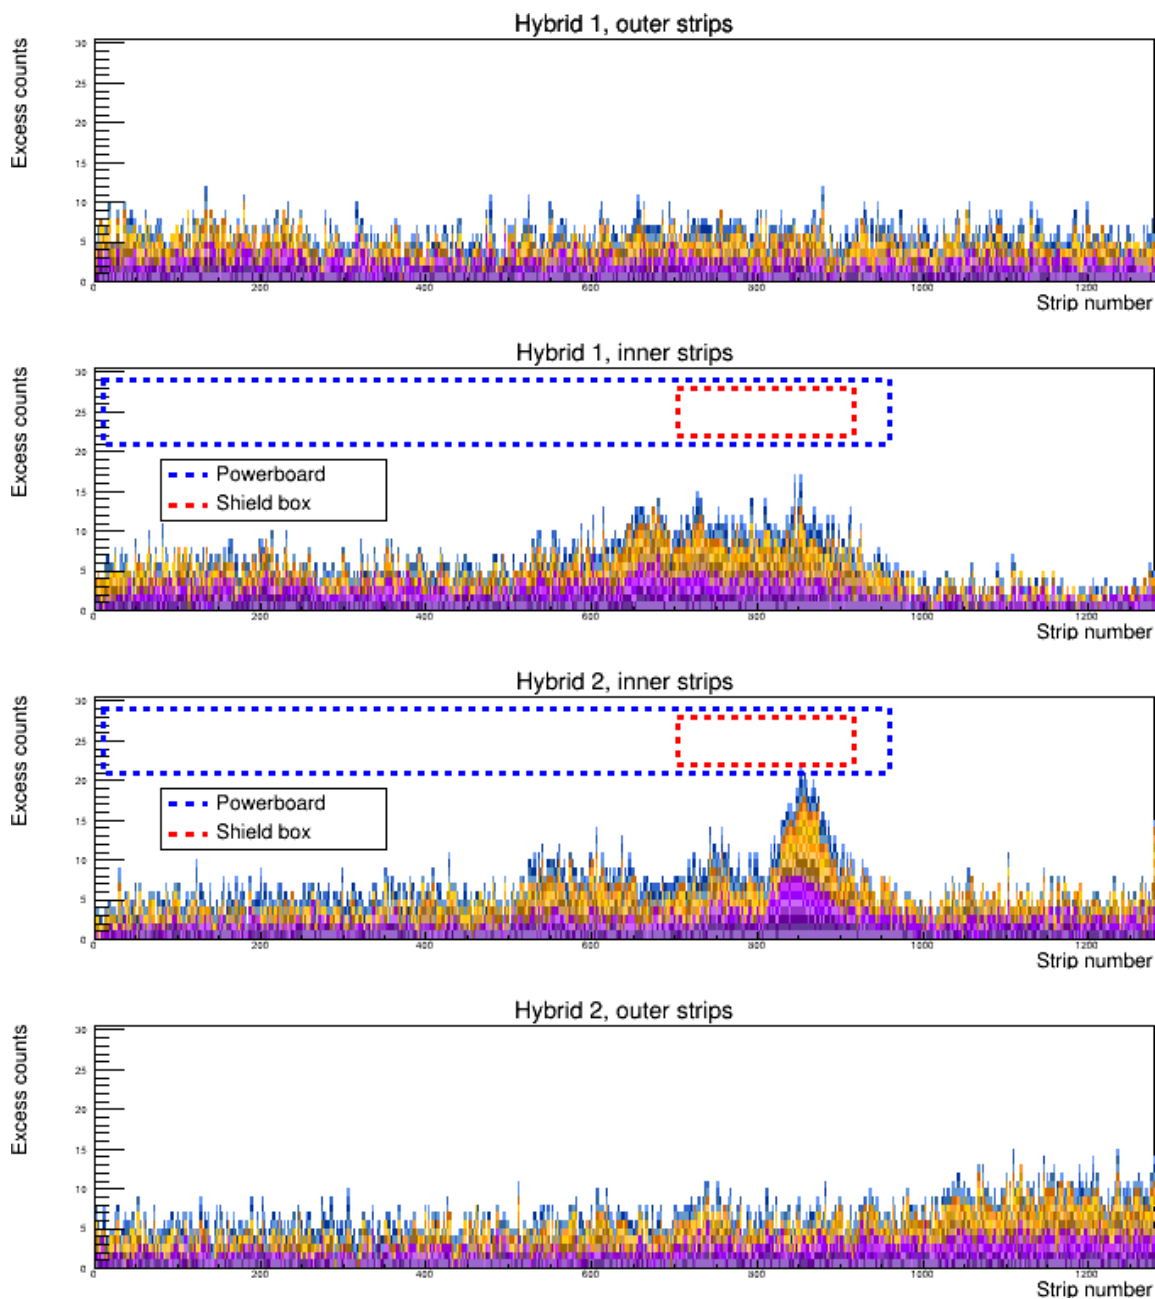 Hybrid 1, outer strips
Excess counts
30
25
20
15
10
5
0
0 200 400 600 800 1000 1200
Strip number
Hybrid 1, inner strips
Excess counts
30
25
20
15
10
5
0
Powerboard
Shield box
0 200 400 600 800 1000 1200
Strip number
Hybrid 2, inner strips
Excess counts
30
25
20
15
10
5
0
Powerboard
Shield box
0 200 400 600 800 1000 1200
Strip number
Hybrid 2, outer strips
Excess counts
30
25
20
15
10
5
0
0 200 400 600 800 1000 1200
Strip number